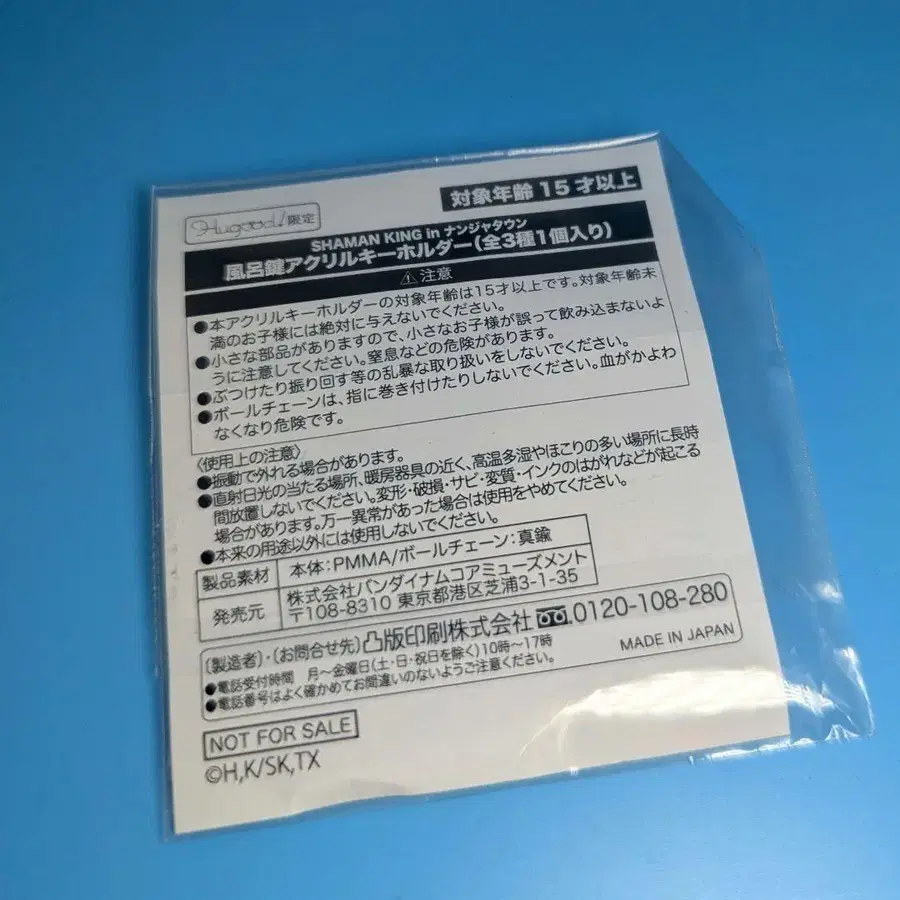 Hugood!限定
対象年齢 15 才以上
SHAMAN KING in ナンジャタウン
風呂鍵アクリルキーホルダー(全3種1個入り)
⚠注意
●本アクリルキーホルダーの対象年齢は15才以上です。対象年齢未
満のお子様には絶対に与えないでください。
●小さな部品がありますので、小さなお子様が誤って飲み込まないよ
うに注意してください。窒息などの危険があります。
●ぶつけたり振り回す等の乱暴な取り扱いをしないでください。
●ボールチェーンは、指に巻き付けたりしないでください。血がかよわ
なくなり危険です。
〈使用上の注意〉
●振動で外れる場合があります。
●直射日光の当たる場所、暖房器具の近く、高温多湿やほこりの多い場所に長時
間放置しないでください。変形・破損・サビ・変質・インクのはがれなどが起こる
場合があります。万一異常があった場合は使用をやめてください。
●本来の用途以外には使用しないでください。
製品素材 本体:PMMA/ボールチェーン:真鍮
発売元 株式会社バンダイナムコアミューズメント
〒108-8310 東京都港区芝浦3-1-35
〔製造者〕・〔お問合せ先〕凸版印刷株式会社 0120-108-280
●電話受付時間 月〜金曜日(土・日・祝日を除く)10時〜17時
●電話番号はよく確かめてお間違いのないようご注意ください。
MADE IN JAPAN
NOT FOR SALE
©H,K/SK,TX